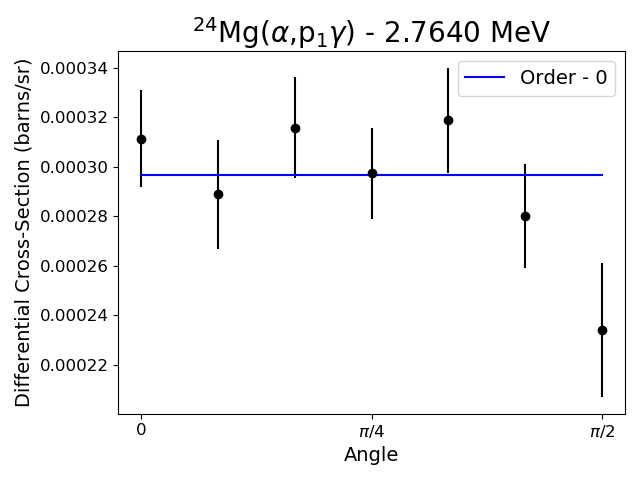 ²⁴Mg(α,p₁γ) - 2.7640 MeV
Order - 0
Differential Cross-Section (barns/sr)
0.00034
0.00032
0.00030
0.00028
0.00026
0.00024
0.00022
0
π/4
π/2
Angle